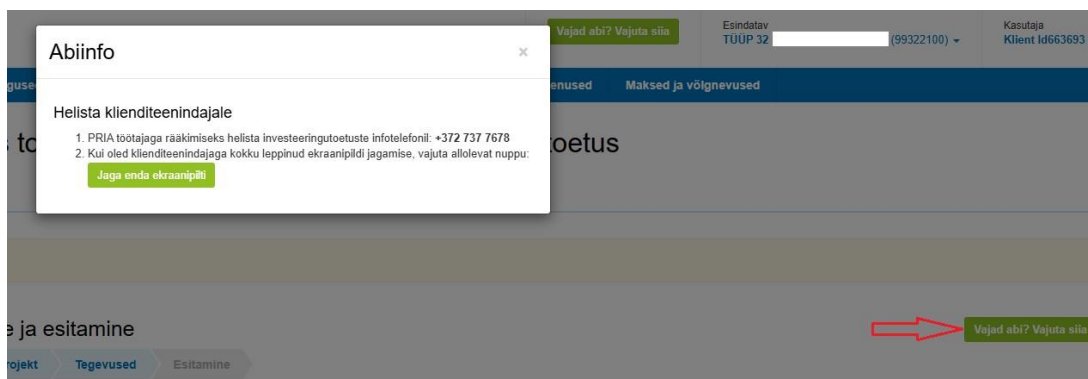 Vajad abi? Vajuta siia
Esindatav
TÜÜP 32 (99322100)
Kasutaja
Klient Id663693
Abiinfo
×
enused Maksed ja võlgnevused
Helista klienditeenindajale
1. PRIA töötajaga rääkimiseks helista investeeringutoetuste infotelefonil: +372 737 7678
2. Kui oled klienditeenindajaga kokku leppinud ekraanipildi jagamise, vajuta allolevat nuppu:
Jaga enda ekraanipilti
oetus
e ja esitamine
Vajad abi? Vajuta siia
rojekt Tegevused Esitamine